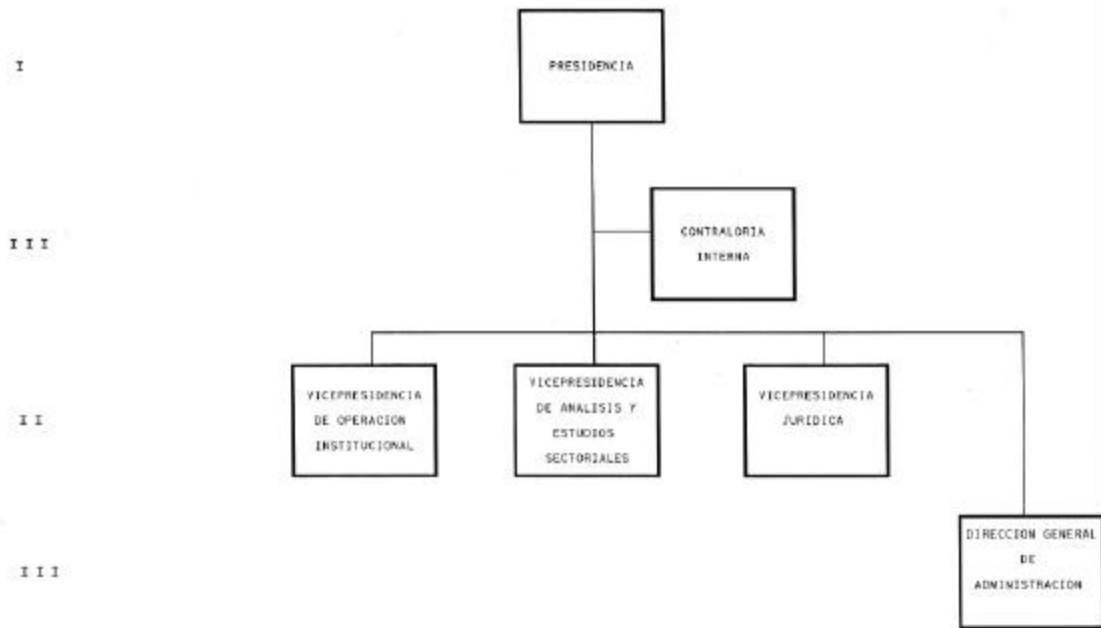 I
PRESIDENCIA
I I I
CONTRALORIA
INTERNA
I I
VICEPRESIDENCIA
DE OPERACION
INSTITUCIONAL
VICEPRESIDENCIA
DE ANALISIS Y
ESTUDIOS
SECTORIALES
VICEPRESIDENCIA
JURIDICA
I I I
DIRECCION GENERAL
DE
ADMINISTRACION